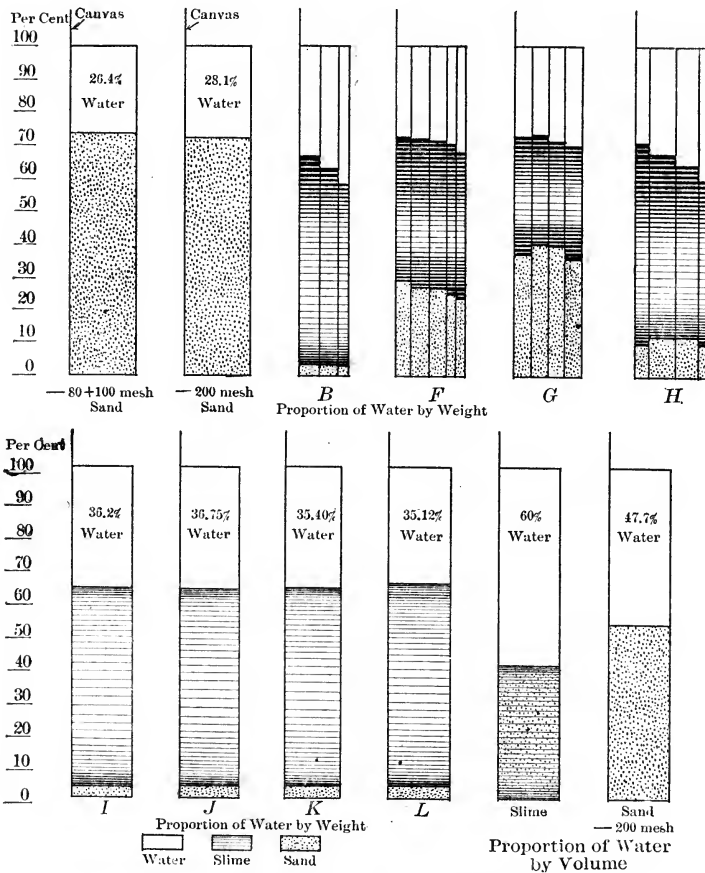 Per Cent
Canvas
Canvas
100
90
80
70
60
50
40
30
20
10
0
26.4%
Water
28.1%
Water
— 80 +100 mesh
Sand
— 200 mesh
Sand
B
F
G
H.
Proportion of Water by Weight
Per Cent
100
90
80
70
60
50
40
30
20
10
0
36.2%
Water
36.75%
Water
35.40%
Water
35.12%
Water
60%
Water
47.7%
Water
I
J
K
L
Slime
Sand
— 200 mesh
Proportion of Water by Weight
Water
Slime
Sand
Proportion of Water
by Volume